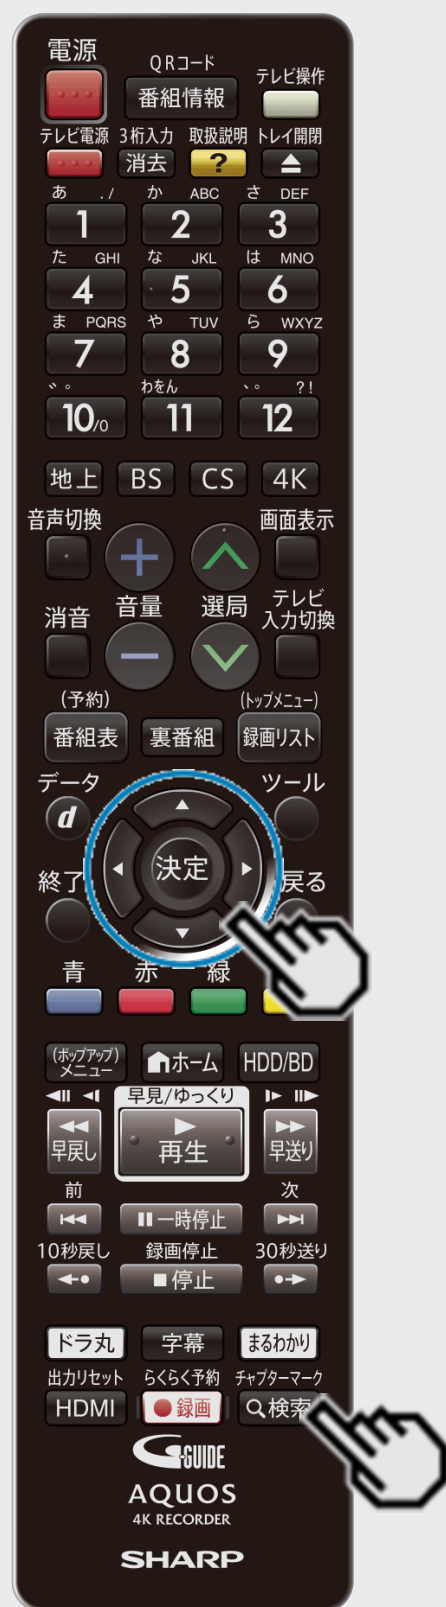 電源
QRコード
番組情報
テレビ操作
テレビ電源 3桁入力 取扱説明 トレイ開閉
消去 ?
あ ./ か ABC さ DEF
1 2 3
た GHI な JKL は MNO
4 5 6
ま PQRS や TUV ら WXYZ
7 8 9
゛゜ わをん 、。 ?!
10/0 11 12
地上 BS CS 4K
音声切換 画面表示
消音 音量 選局 テレビ
入力切換
(予約) (トップメニュー)
番組表 裏番組 録画リスト
データ ツール
d
決定
終了 戻る
青 赤 緑
(ポップアップ)
メニュー ホーム HDD/BD
早見/ゆっくり
早戻し 再生 早送り
前 次
一時停止
10秒戻し 録画停止 30秒送り
停止
ドラ丸 字幕 まるわかり
出力リセット らくらく予約 チャプターマーク
HDMI 録画 検索
G-GUIDE
AQUOS
4K RECORDER
SHARP